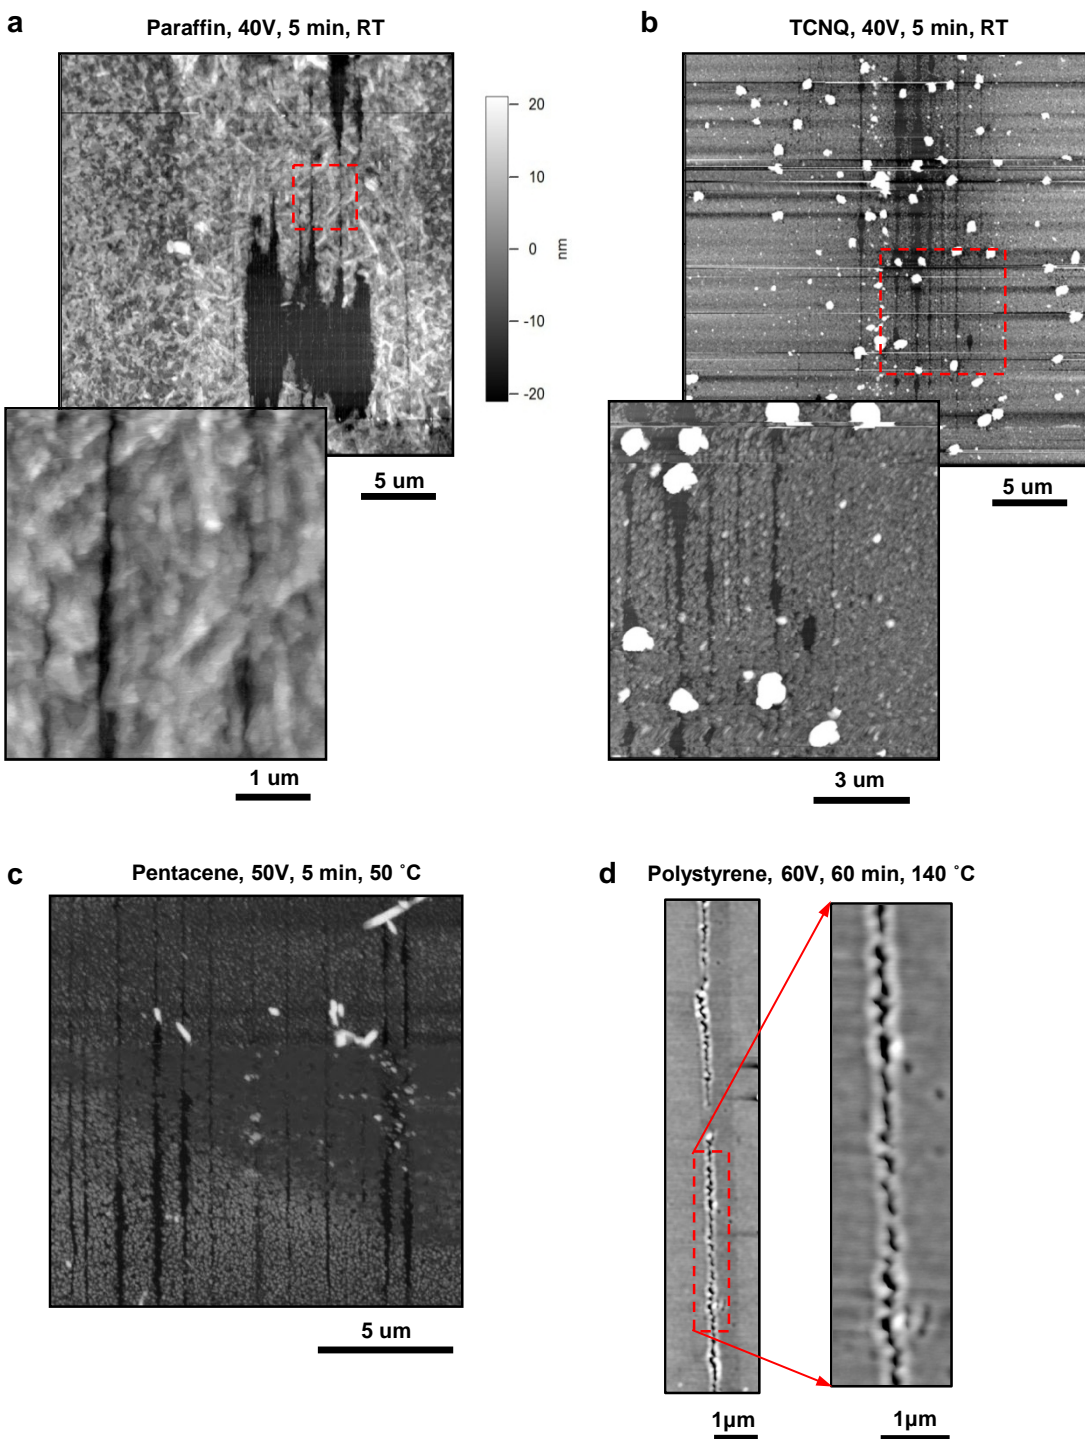 a
Paraffin, 40V, 5 min, RT
20
10
0
-10
-20
nm
5 um
1 um
b
TCNQ, 40V, 5 min, RT
5 um
3 um
c
Pentacene, 50V, 5 min, 50 ˚C
5 um
d
Polystyrene, 60V, 60 min, 140 ˚C
1µm
1µm